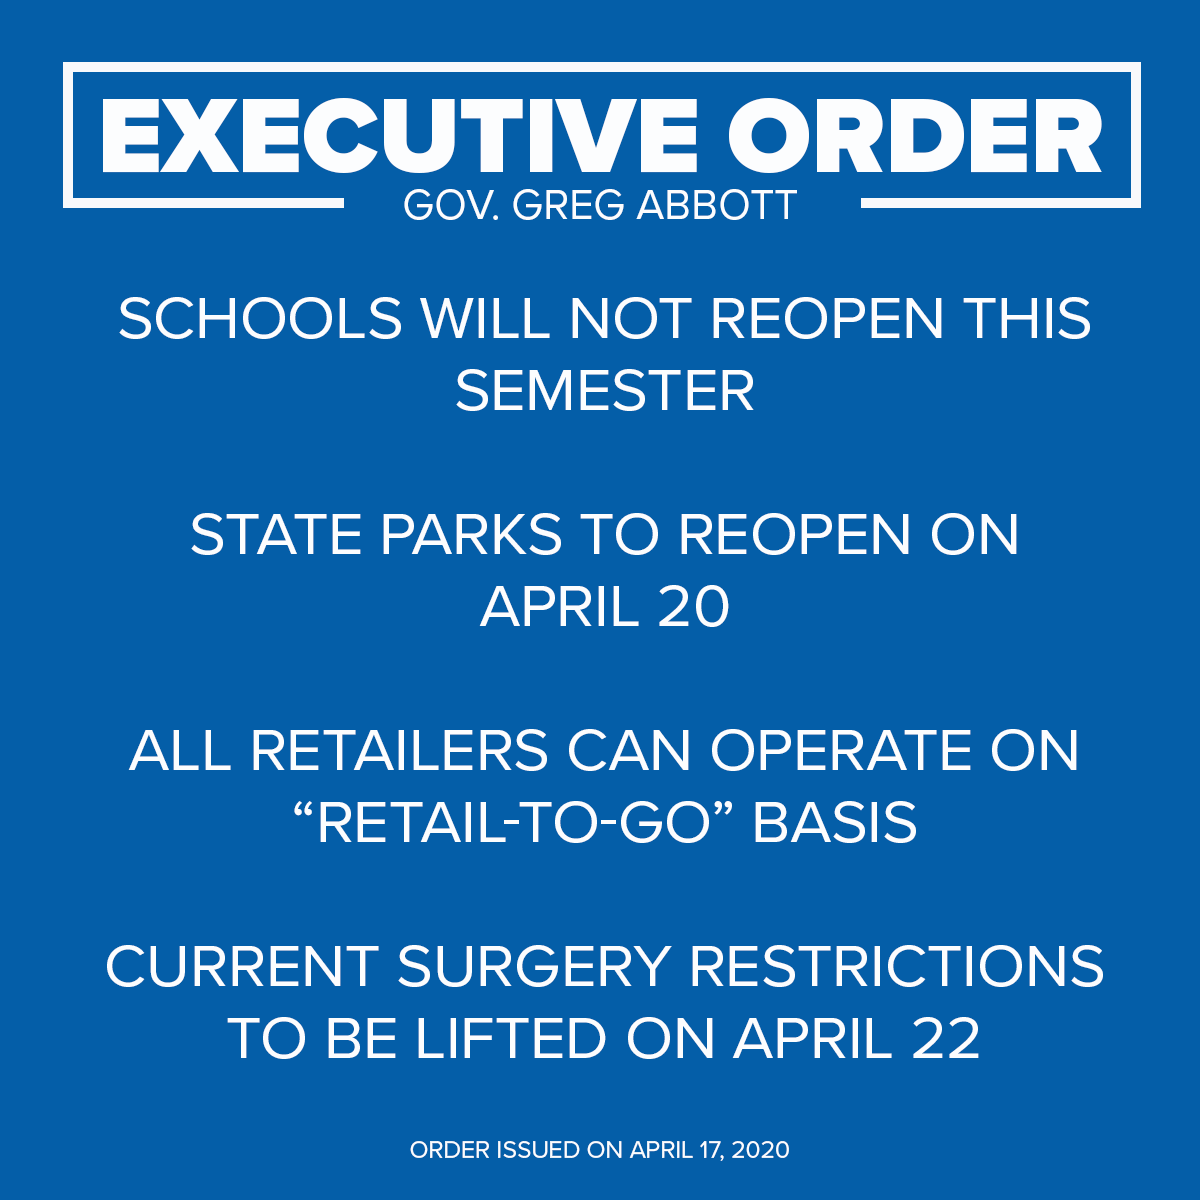 EXECUTIVE ORDER
GOV. GREG ABBOTT
SCHOOLS WILL NOT REOPEN THIS
SEMESTER
STATE PARKS TO REOPEN ON
APRIL 20
ALL RETAILERS CAN OPERATE ON
“RETAIL-TO-GO” BASIS
CURRENT SURGERY RESTRICTIONS
TO BE LIFTED ON APRIL 22
ORDER ISSUED ON APRIL 17, 2020